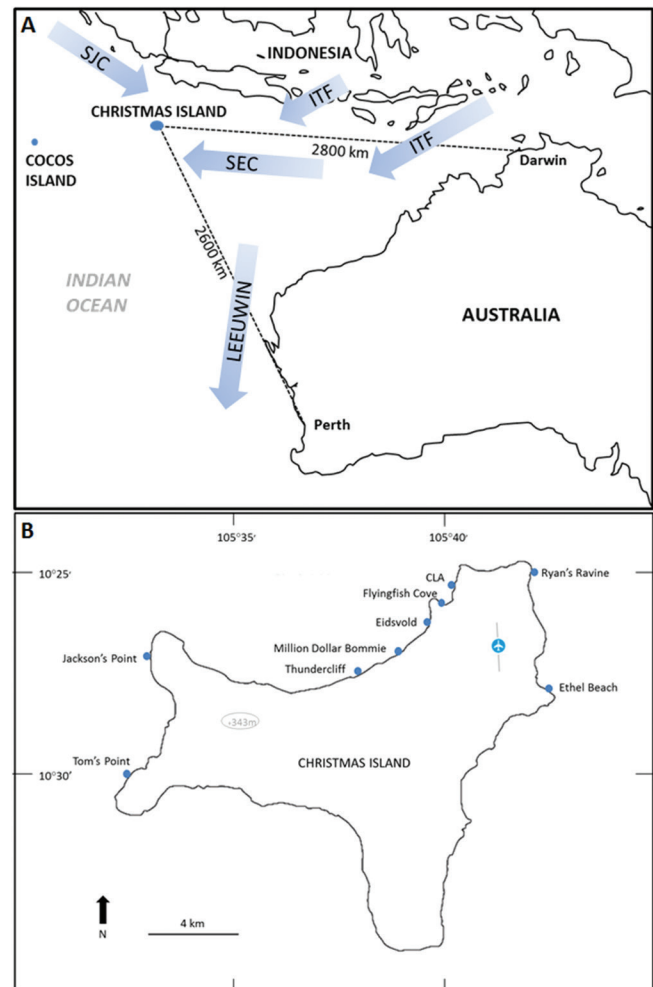 A
INDONESIA
SJC
ITF
CHRISTMAS ISLAND
ITF
2800 km
Darwin
COCOS
ISLAND
SEC
2600 km
INDIAN
OCEAN
LEEUWIN
AUSTRALIA
Perth
B
105°35'
105°40'
10°25'
CLA
Ryan's Ravine
Flyingfish Cove
Eidsvold
Million Dollar Bommie
Jackson's Point
Thundercliff
Ethel Beach
.343m
Tom's Point
10°30'
CHRISTMAS ISLAND
4 km
N